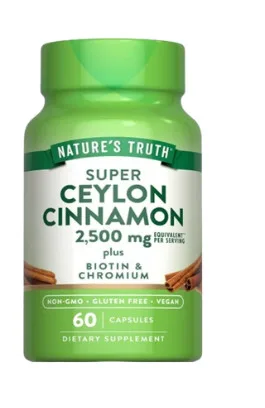 NATURE'S TRUTH
SUPER
CEYLON
CINNAMON
2,500 mg EQUIVALENT** PER SERVING
plus
BIOTIN &
CHROMIUM
NON-GMO • GLUTEN FREE • VEGAN
60 CAPSULES
DIETARY SUPPLEMENT